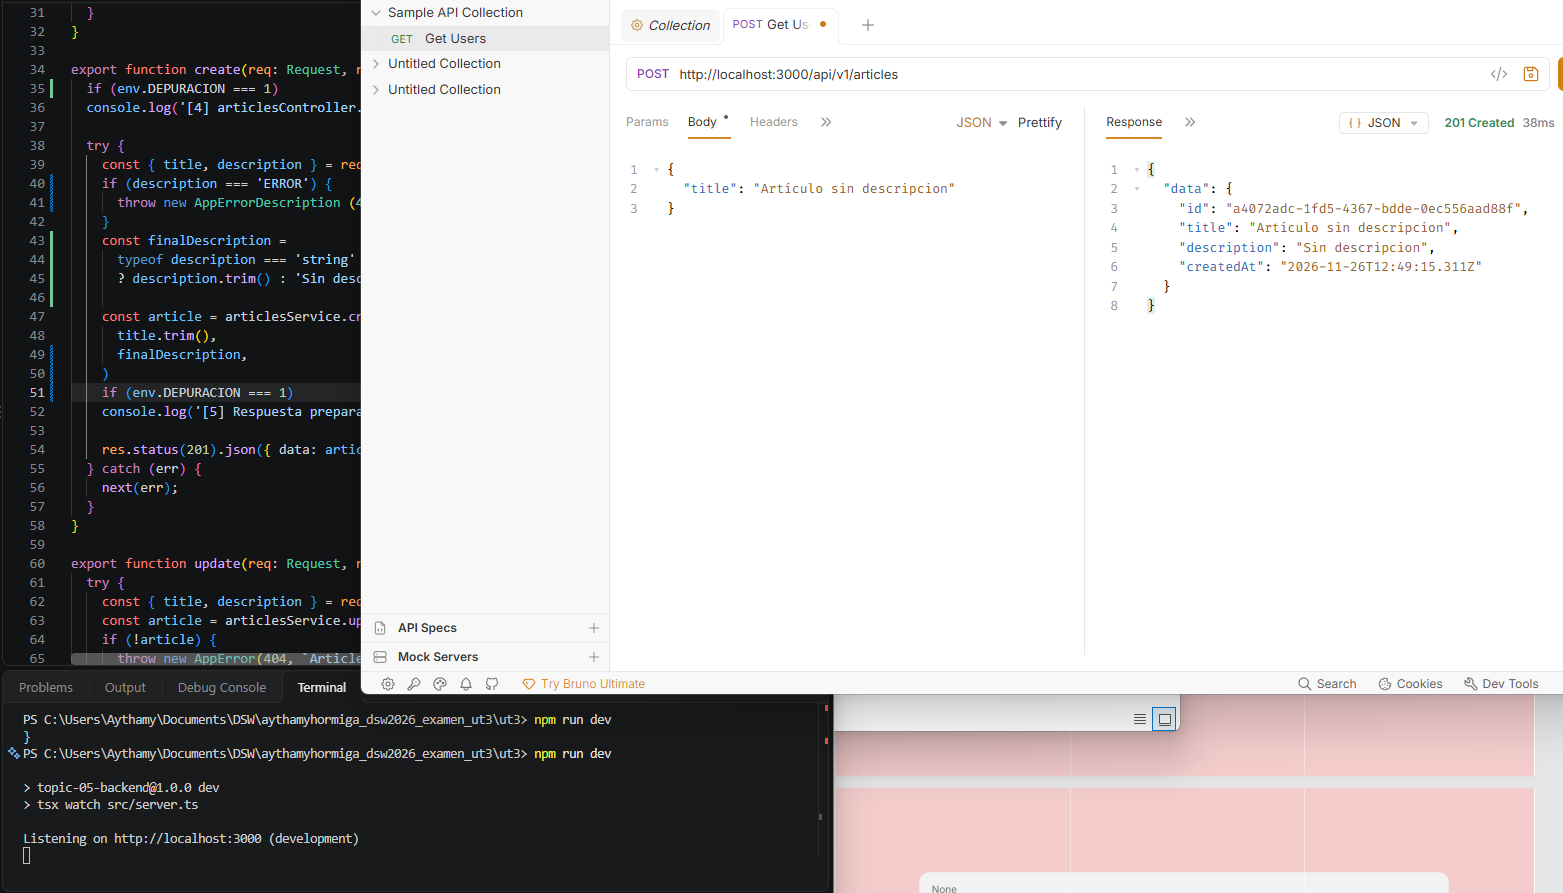 31 }
32 }
33
34 export function create(req: Request, r
35 if (env.DEPURACION === 1)
36 console.log('[4] articlesController.
37
38 try {
39 const { title, description } = req
40 if (description === 'ERROR') {
41 throw new AppErrorDescription (4
42 }
43 const finalDescription =
44 typeof description === 'string'
45 ? description.trim() : 'Sin desc
46
47 const article = articlesService.cr
48 title.trim(),
49 finalDescription,
50 )
51 if (env.DEPURACION === 1)
52 console.log('[5] Respuesta prepara
53
54 res.status(201).json({ data: artic
55 } catch (err) {
56 next(err);
57 }
58 }
59
60 export function update(req: Request, r
61 try {
62 const { title, description } = req
63 const article = articlesService.up
64 if (!article) {
65 throw new AppError(404, `Article
Problems Output Debug Console Terminal
PS C:\Users\Aythamy\Documents\DSW\aythamyhormiga_dsw2026_examen_ut3\ut3> npm run dev
}
PS C:\Users\Aythamy\Documents\DSW\aythamyhormiga_dsw2026_examen_ut3\ut3> npm run dev
> topic-05-backend@1.0.0 dev
> tsx watch src/server.ts
Listening on http://localhost:3000 (development)
Sample API Collection
GET Get Users
Untitled Collection
Untitled Collection
API Specs
Mock Servers
Try Bruno Ultimate
Search Cookies Dev Tools
Collection POST Get Us
POST http://localhost:3000/api/v1/articles
Params Body Headers JSON Prettify
1 {
2 "title": "Artículo sin descripcion"
3 }
Response JSON 201 Created 38ms
1 {
2 "data": {
3 "id": "a4072adc-1fd5-4367-bdde-0ec556aad88f",
4 "title": "Artículo sin descripcion",
5 "description": "Sin descripcion",
6 "createdAt": "2026-11-26T12:49:15.311Z"
7 }
8 }
None